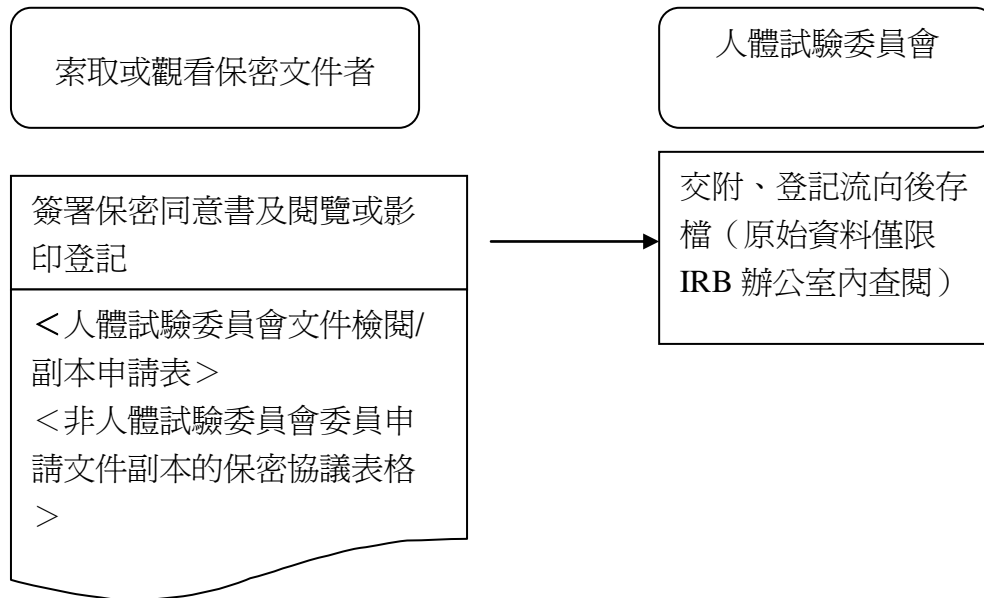 索取或觀看保密文件者
人體試驗委員會
簽署保密同意書及閱覽或影
印登記
＜人體試驗委員會文件檢閱/
副本申請表＞
＜非人體試驗委員會委員申
請文件副本的保密協議表格
＞
交附、登記流向後存
檔（原始資料僅限
IRB 辦公室內查閱）